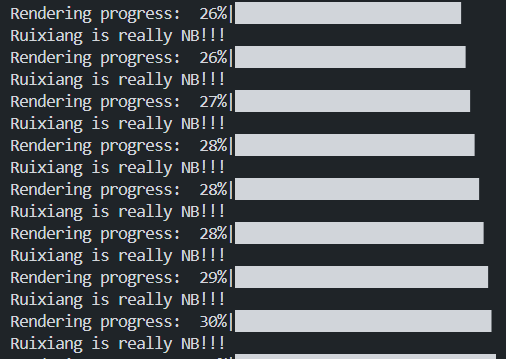 Rendering progress:  26%|
Ruixiang is really NB!!!
Rendering progress:  26%|
Ruixiang is really NB!!!
Rendering progress:  27%|
Ruixiang is really NB!!!
Rendering progress:  28%|
Ruixiang is really NB!!!
Rendering progress:  28%|
Ruixiang is really NB!!!
Rendering progress:  28%|
Ruixiang is really NB!!!
Rendering progress:  29%|
Ruixiang is really NB!!!
Rendering progress:  30%|
Ruixiang is really NB!!!